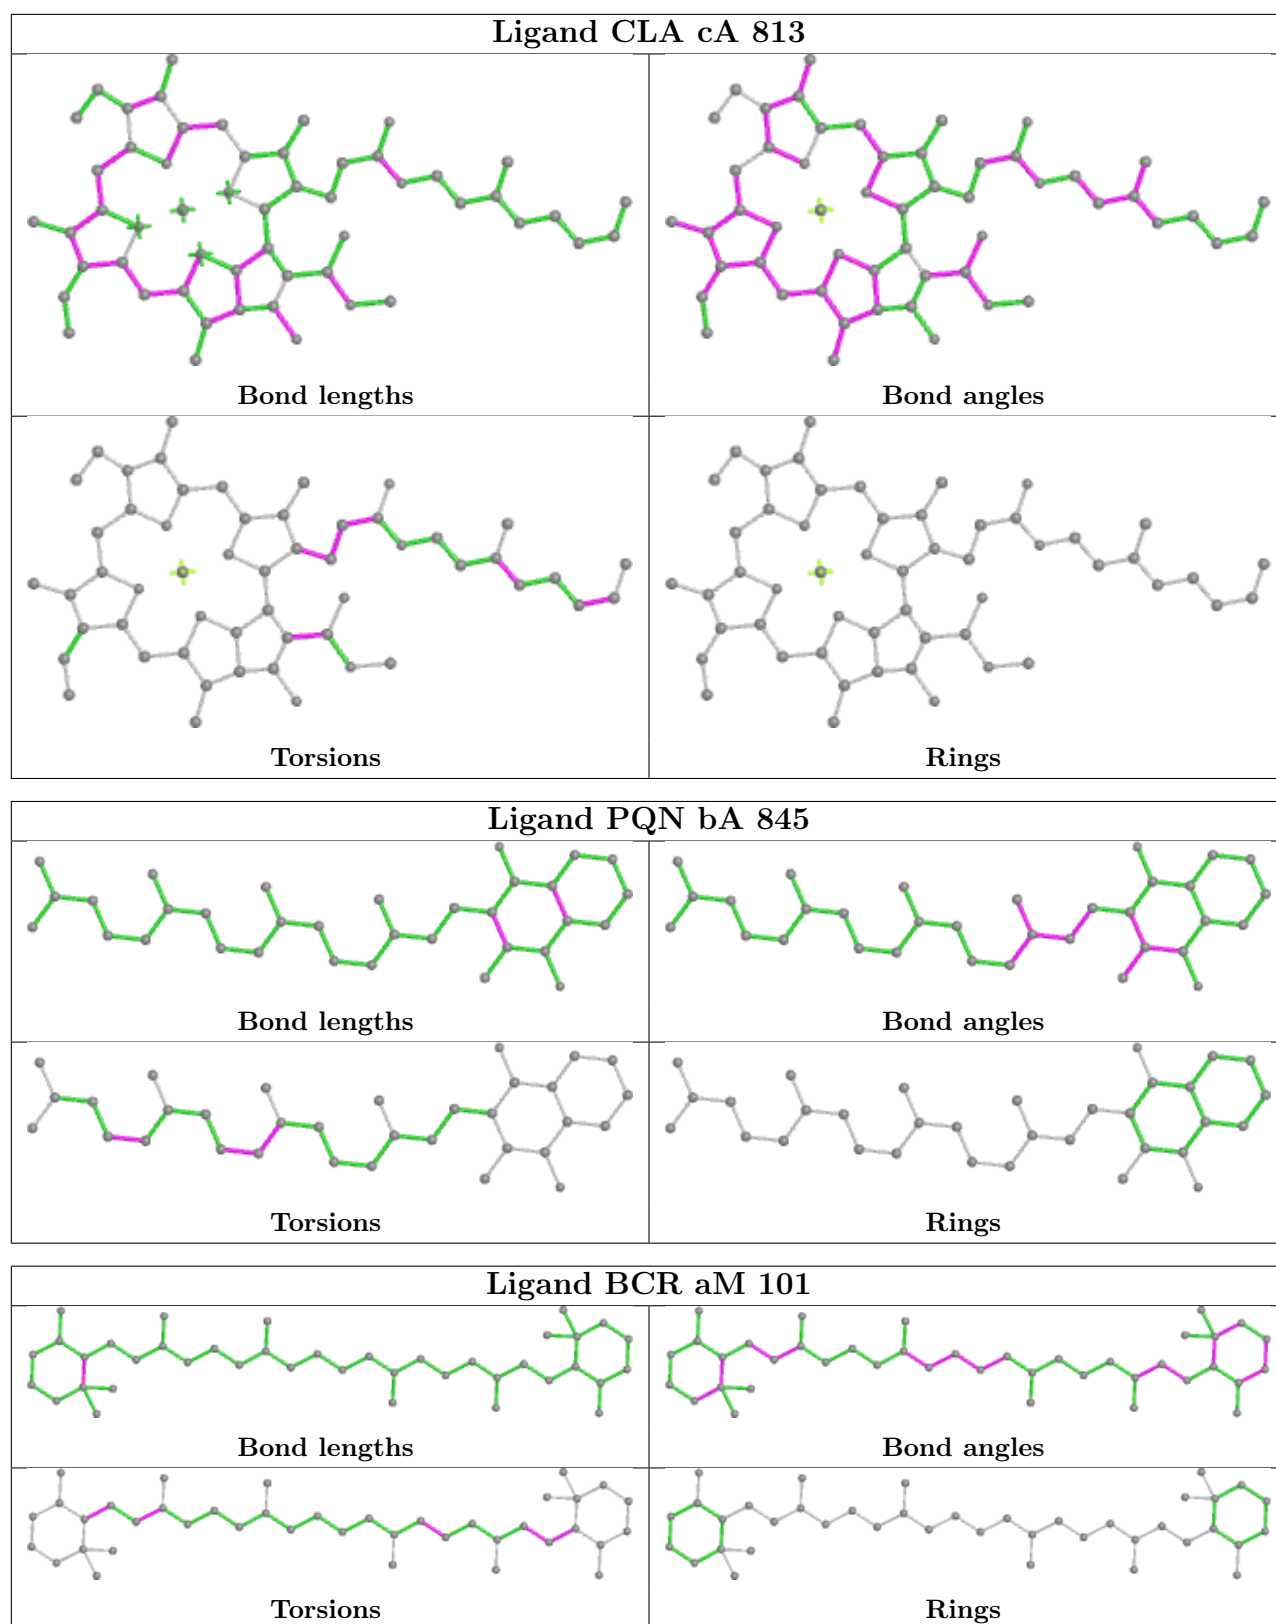 Ligand CLA cA 813
Bond lengths
Bond angles
Torsions
Rings
Ligand PQN bA 845
Bond lengths
Bond angles
Torsions
Rings
Ligand BCR aM 101
Bond lengths
Bond angles
Torsions
Rings